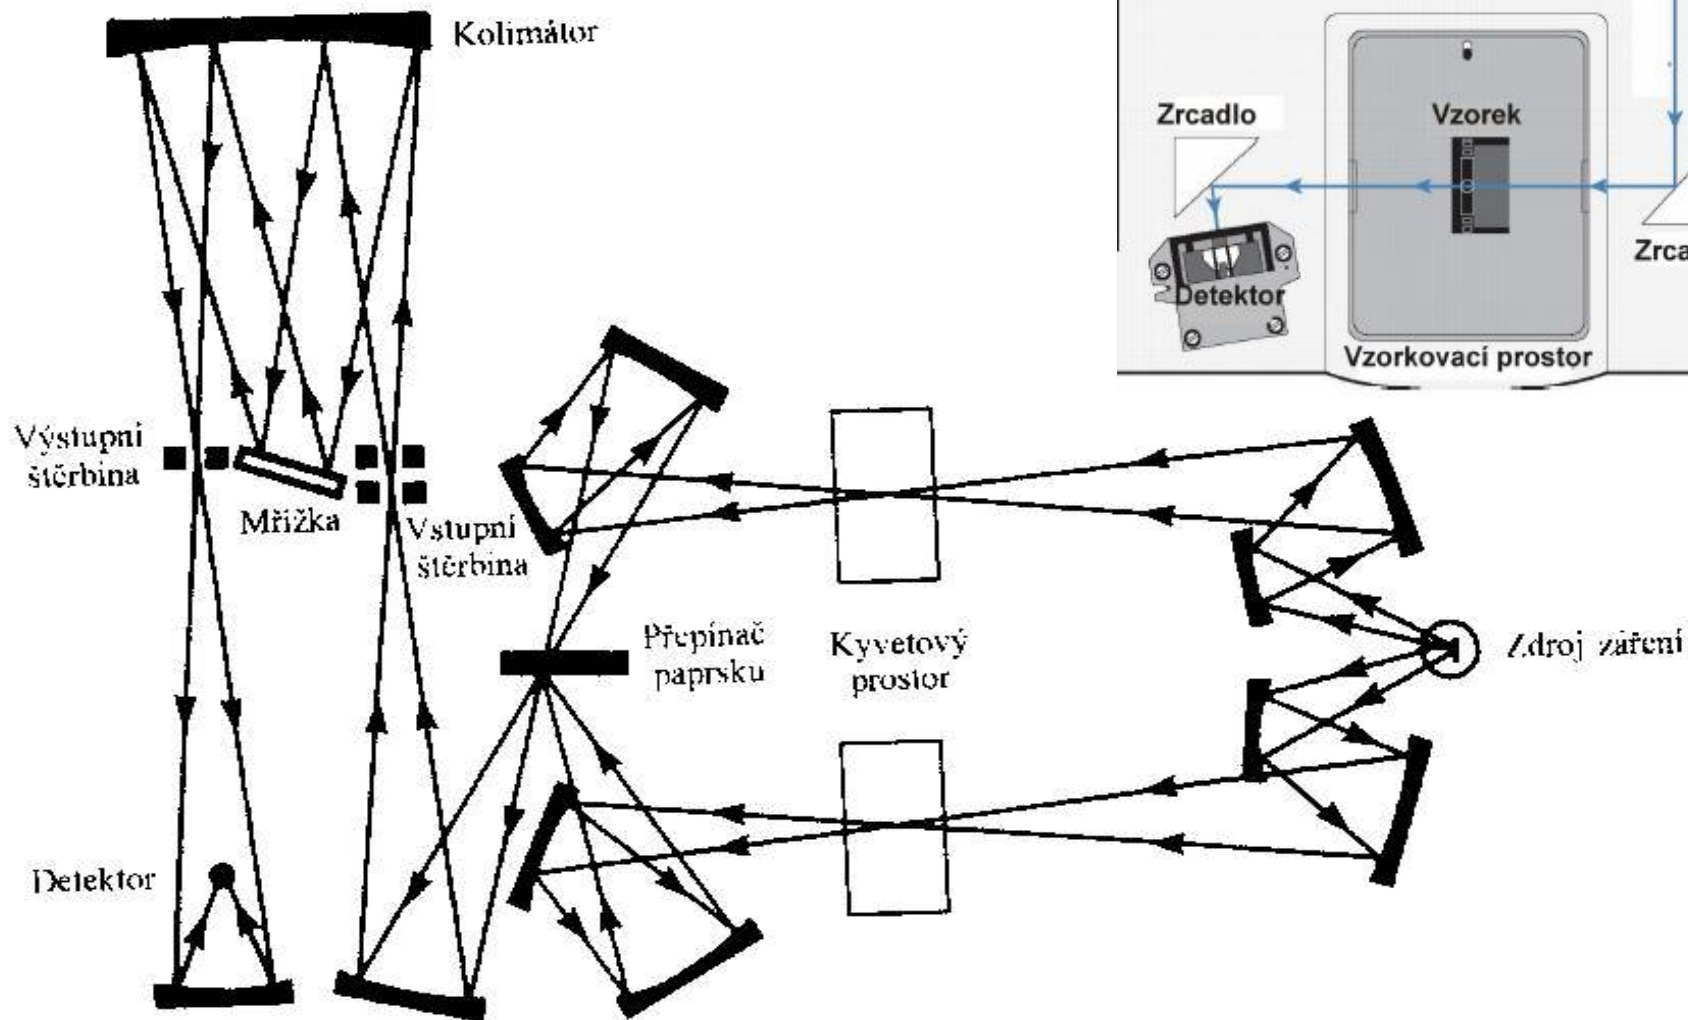 Kolimátor
Zrcadlo
Vzorek
Detektor
Vzorkovací prostor
Výstupní
štěrbina
Mřížka
Vstupní
štěrbina
Přepínač
paprsku
Kyvetový
prostor
Zdroj záření
Detektor